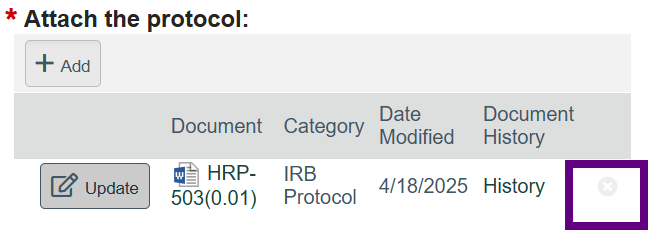 * Attach the protocol:
+ Add
Document Category Date Modified Document History
Update HRP-503(0.01) IRB Protocol 4/18/2025 History